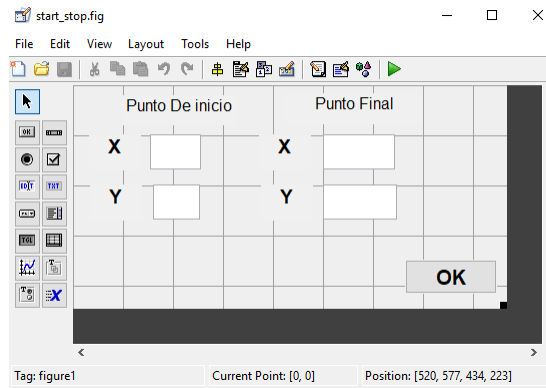 start_stop.fig
File Edit View Layout Tools Help
Punto De inicio Punto Final
X X
Y Y
OK
Tag: figure1 Current Point: [0, 0] Position: [520, 577, 434, 223]